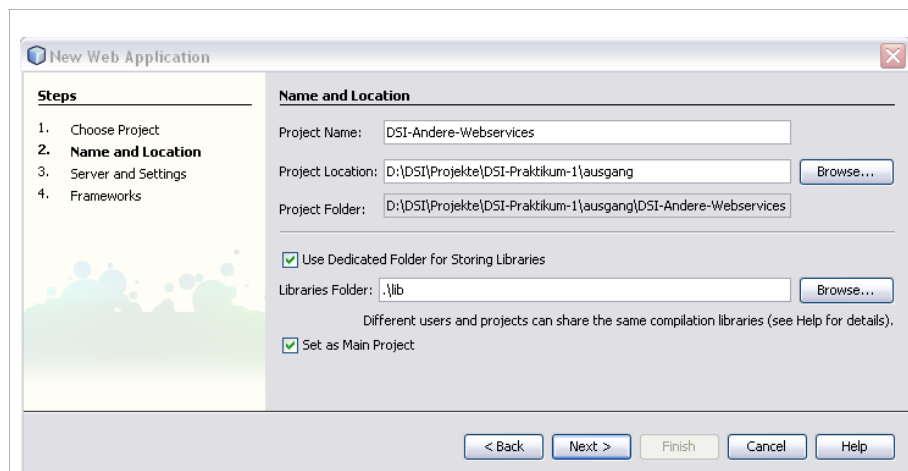 New Web Application
Steps
1. Choose Project
2. Name and Location
3. Server and Settings
4. Frameworks
Name and Location
Project Name: DSI-Andere-Webservices
Project Location: D:\DSI\Projekte\DSI-Praktikum-1\ausgang Browse...
Project Folder: D:\DSI\Projekte\DSI-Praktikum-1\ausgang\DSI-Andere-Webservices
Use Dedicated Folder for Storing Libraries
Libraries Folder: .\lib Browse...
Different users and projects can share the same compilation libraries (see Help for details).
Set as Main Project
< Back Next > Finish Cancel Help